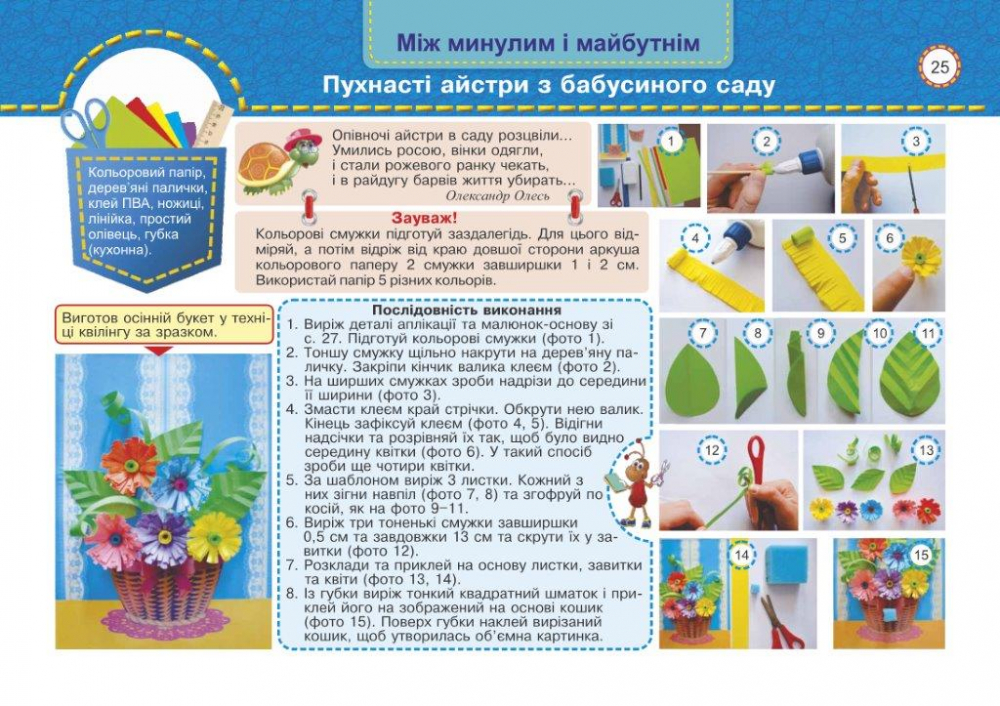 Між минулим і майбутнім
Пухнасті айстри з бабусиного саду
25
Кольоровий папір,
дерев'яні палички,
клей ПВА, ножиці,
лінійка, простий
олівець, губка
(кухонна).
Опівночі айстри в саду розцвіли...
Умились росою, вінки одягли,
і стали рожевого ранку чекать,
і в райдугу барвів життя убирать...
Олександр Олесь
Зауваж!
Кольорові смужки підготуй заздалегідь. Для цього від-
міряй, а потім відріж від краю довшої сторони аркуша
кольорового паперу 2 смужки завширшки 1 і 2 см.
Використай папір 5 різних кольорів.
Виготов осінній букет у техні-
ці квілінгу за зразком.
Послідовність виконання
1. Виріж деталі аплікації та малюнок-основу зі
с. 27. Підготуй кольорові смужки (фото 1).
2. Тоншу смужку щільно накрути на дерев'яну па-
личку. Закріпи кінчик валика клеєм (фото 2).
3. На ширших смужках зроби надрізи до середини
її ширини (фото 3).
4. Змасти клеєм край стрічки. Обкрути нею валик.
Кінець зафіксуй клеєм (фото 4, 5). Відігни
надсічки та розрівняй їх так, щоб було видно
середину квітки (фото 6). У такий спосіб
зроби ще чотири квітки.
5. За шаблоном виріж 3 листки. Кожний з
них зігни навпіл (фото 7, 8) та згофруй по
косій, як на фото 9–11.
6. Виріж три тоненькі смужки завширшки
0,5 см та завдовжки 13 см та скрути їх у за-
витки (фото 12).
7. Розклади та приклей на основу листки, завитки
та квіти (фото 13, 14).
8. Із губки виріж тонкий квадратний шматок і при-
клей його на зображений на основі кошик
(фото 15). Поверх губки наклей вирізаний
кошик, щоб утворилась об'ємна картинка.
1
2
3
4
5
6
7
8
9
10
11
12
13
14
15